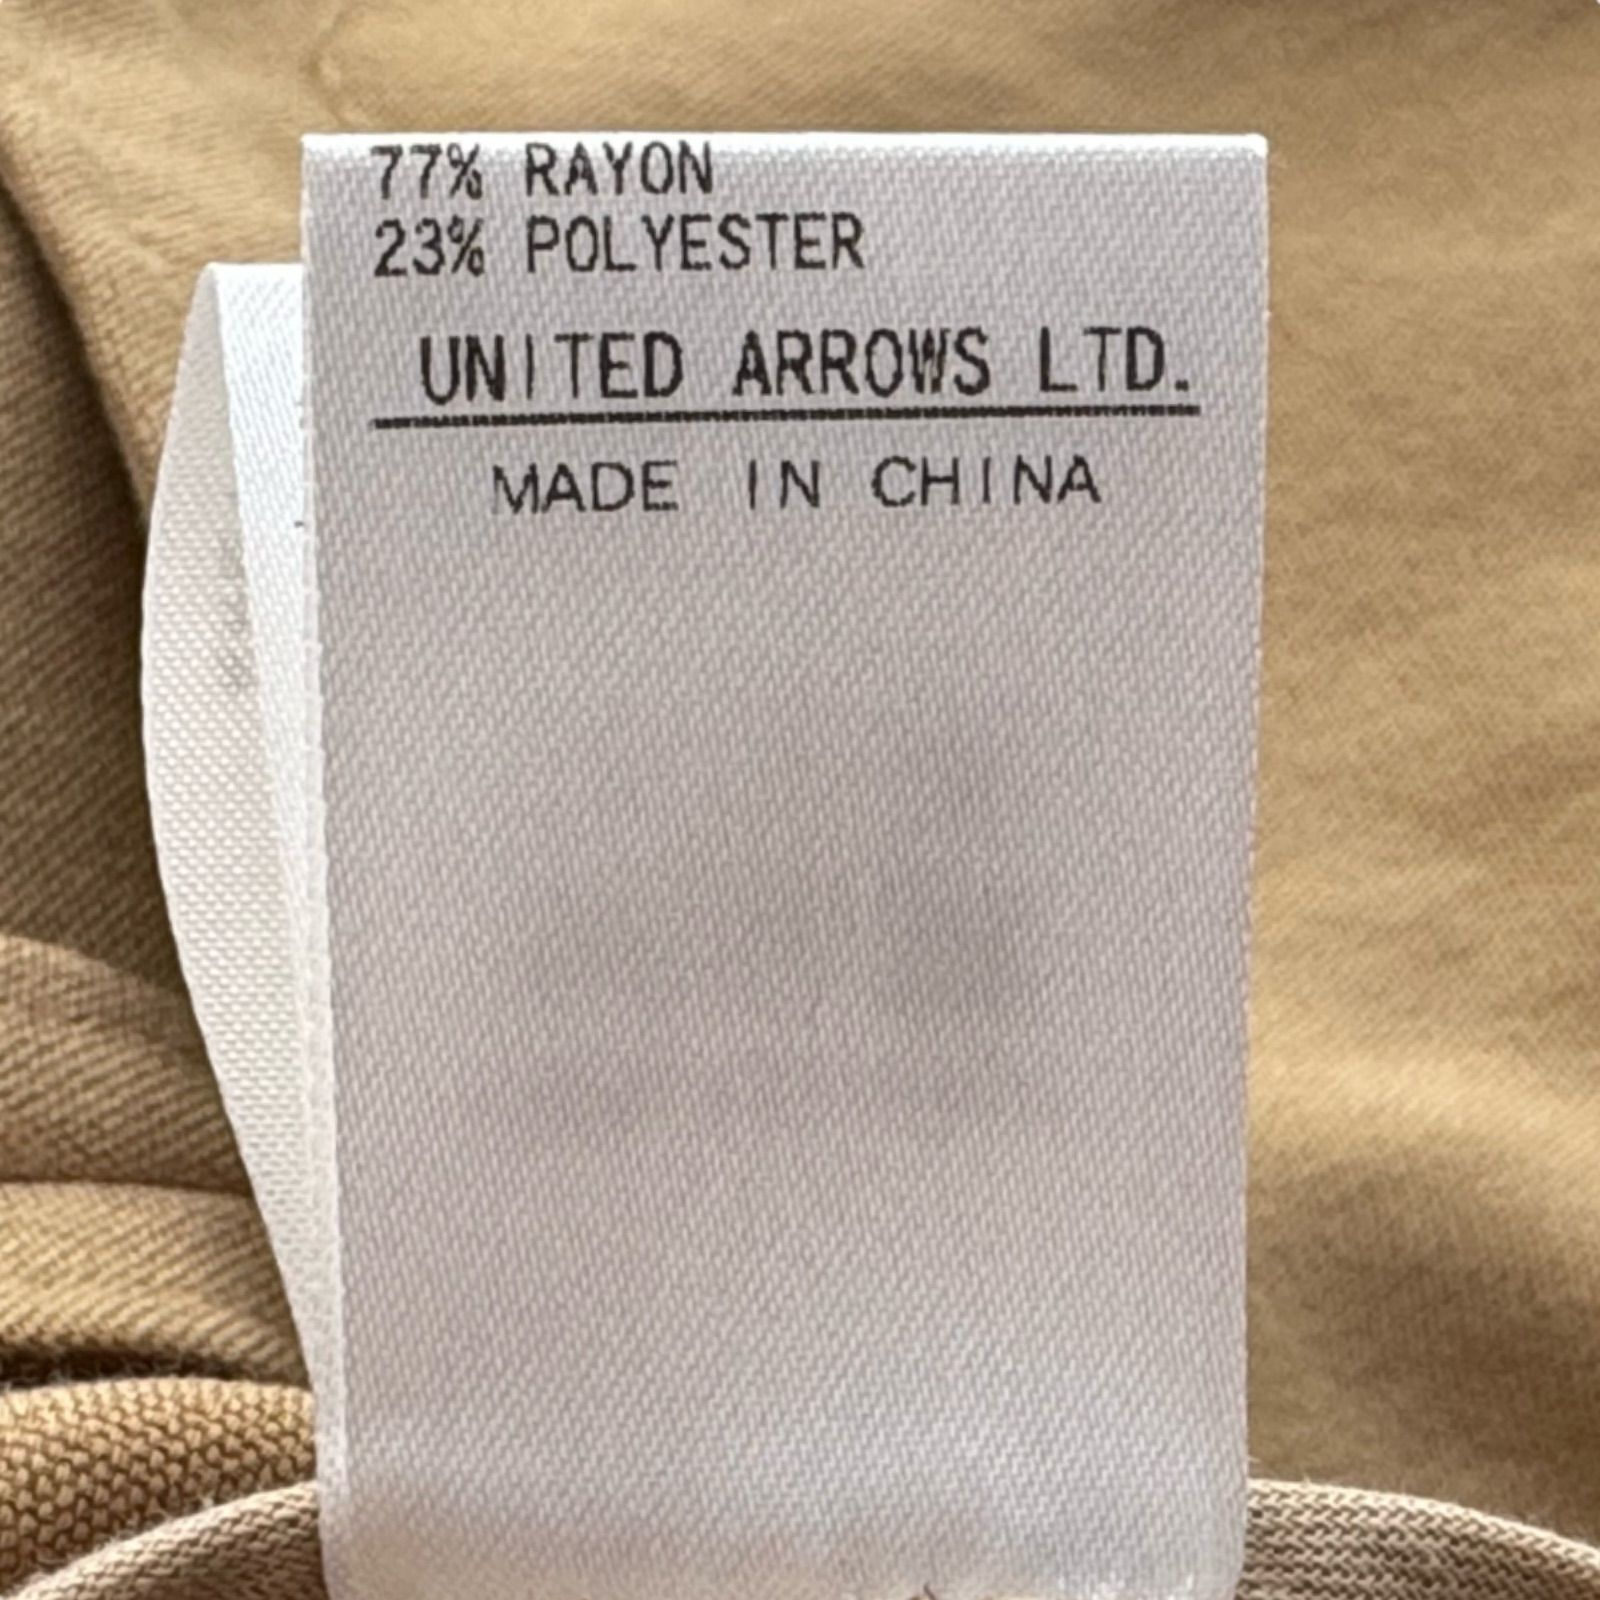 77% RAYON
23% POLYESTER
UNITED ARROWS LTD.
MADE IN CHINA